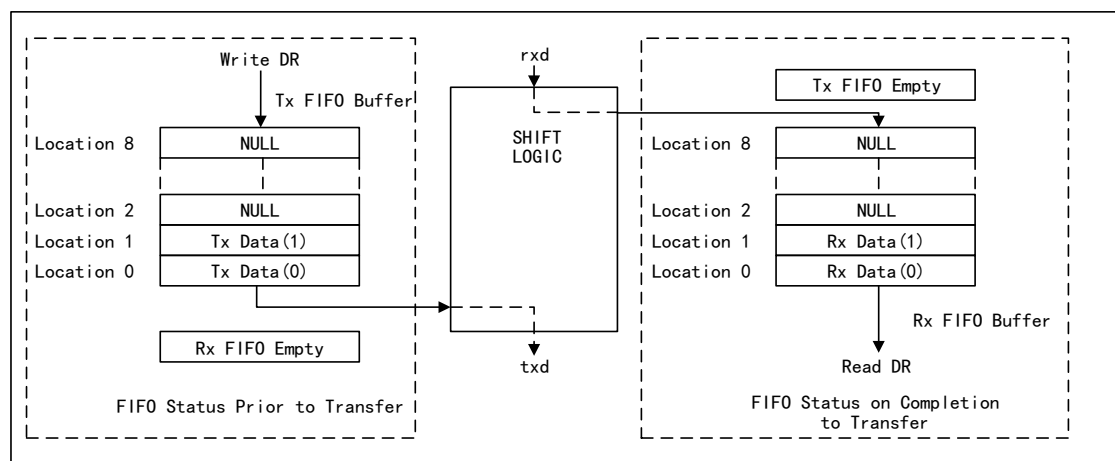 Write DR
Tx FIFO Buffer
Location 8
NULL
Location 2
NULL
Location 1
Tx Data(1)
Location 0
Tx Data(0)
Rx FIFO Empty
FIFO Status Prior to Transfer
rxd
SHIFT
LOGIC
txd
Tx FIFO Empty
Location 8
NULL
Location 2
NULL
Location 1
Rx Data(1)
Location 0
Rx Data(0)
Rx FIFO Buffer
Read DR
FIFO Status on Completion
to Transfer